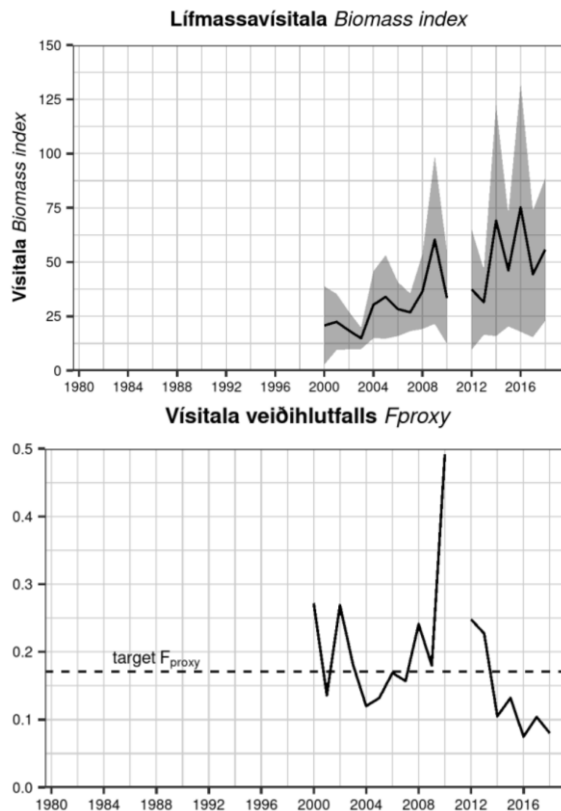 Lífmassavísitala Biomass index
150
125
100
75
50
25
0
Vísitala Biomass index
1980 1984 1988 1992 1996 2000 2004 2008 2012 2016
Vísitala veiðihlutfalls Fproxy
0.5
0.4
0.3
0.2
target Fproxy
0.1
0.0
1980 1984 1988 1992 1996 2000 2004 2008 2012 2016